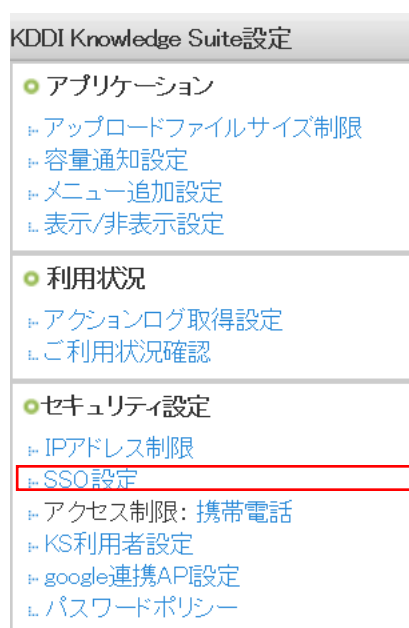 KDDI Knowledge Suite設定
アプリケーション
アップロードファイルサイズ制限
容量通知設定
メニュー追加設定
表示/非表示設定
利用状況
アクションログ取得設定
ご利用状況確認
セキュリティ設定
IPアドレス制限
SSO設定
アクセス制限: 携帯電話
KS利用者設定
google連携API設定
パスワードポリシー